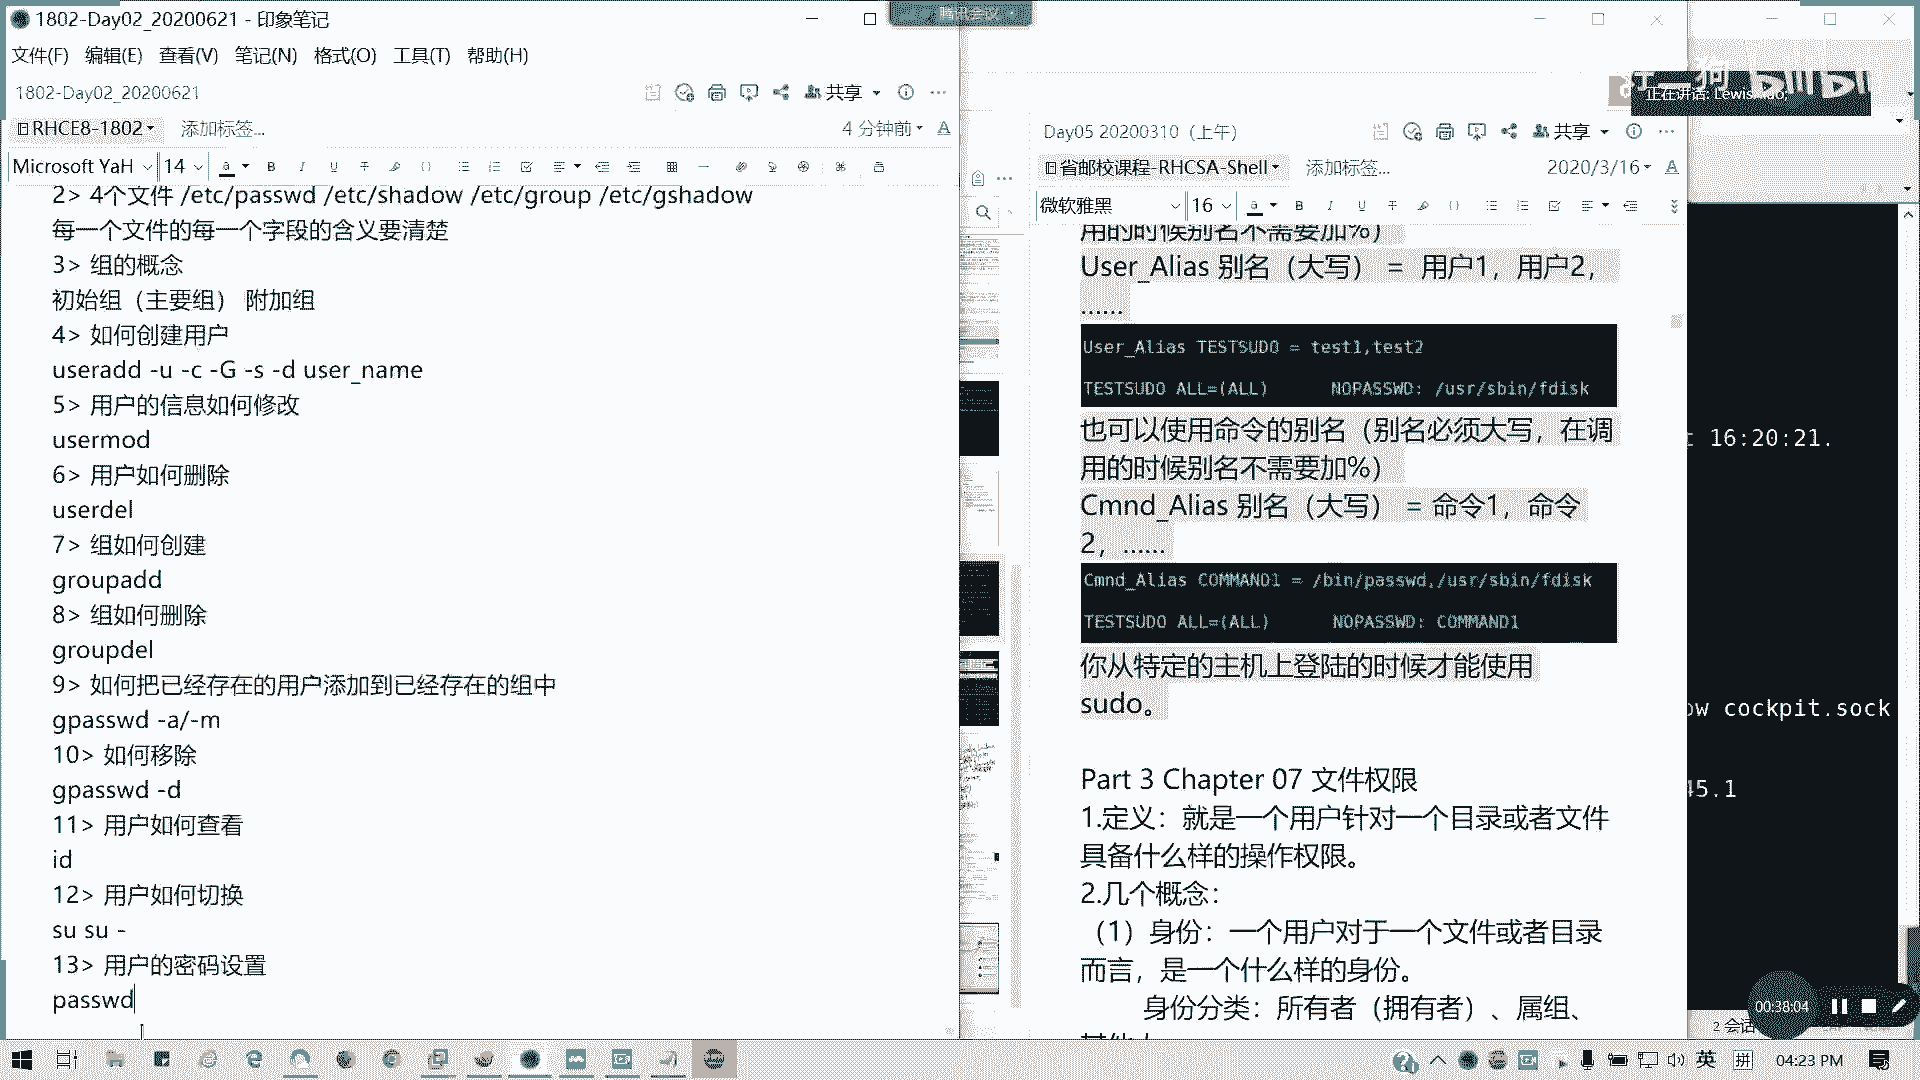 1802-Day02_20200621 - 印象笔记
文件(F) 编辑(E) 查看(V) 笔记(N) 格式(O) 工具(T) 帮助(H)
1802-Day02_20200621
共享
RHCE8-1802
添加标签...
4 分钟前
Microsoft YaH 14
2> 4个文件 /etc/passwd /etc/shadow /etc/group /etc/gshadow
每一个文件的每一个字段的含义要清楚
3> 组的概念
初始组（主要组） 附加组
4> 如何创建用户
useradd -u -c -G -s -d user_name
5> 用户的信息如何修改
usermod
6> 用户如何删除
userdel
7> 组如何创建
groupadd
8> 组如何删除
groupdel
9> 如何把已经存在的用户添加到已经存在的组中
gpasswd -a/-m
10> 如何移除
gpasswd -d
11> 用户如何查看
id
12> 用户如何切换
su su -
13> 用户的密码设置
passwd
腾讯会议
正在讲话: Lewis
Day05 20200310（上午）
共享
省邮校课程-RHCSA-Shell
添加标签...
2020/3/16
微软雅黑 16
用的时候别名不需要加%）
User_Alias 别名（大写） = 用户1，用户2，
......
User_Alias TESTSUDO = test1,test2
TESTSUDO ALL=(ALL) NOPASSWD: /usr/sbin/fdisk
也可以使用命令的别名（别名必须大写，在调
用的时候别名不需要加%）
Cmnd_Alias 别名（大写） = 命令1，命令
2，......
Cmnd_Alias COMMAND1 = /bin/passwd,/usr/sbin/fdisk
TESTSUDO ALL=(ALL) NOPASSWD: COMMAND1
你从特定的主机上登陆的时候才能使用
sudo。
Part 3 Chapter 07 文件权限
1.定义：就是一个用户针对一个目录或者文件
具备什么样的操作权限。
2.几个概念：
（1）身份：一个用户对于一个文件或者目录
而言，是一个什么样的身份。
身份分类：所有者（拥有者）、属组、
16:20:21.
ow cockpit.sock
45.1
00:38:04
2 会话
英 拼 04:23 PM